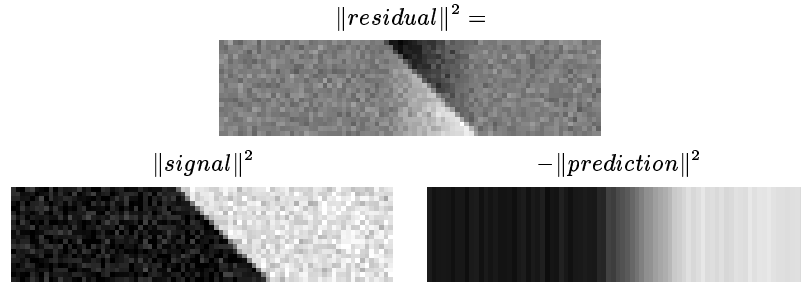 ‖residual‖² =
‖signal‖²
−‖prediction‖²